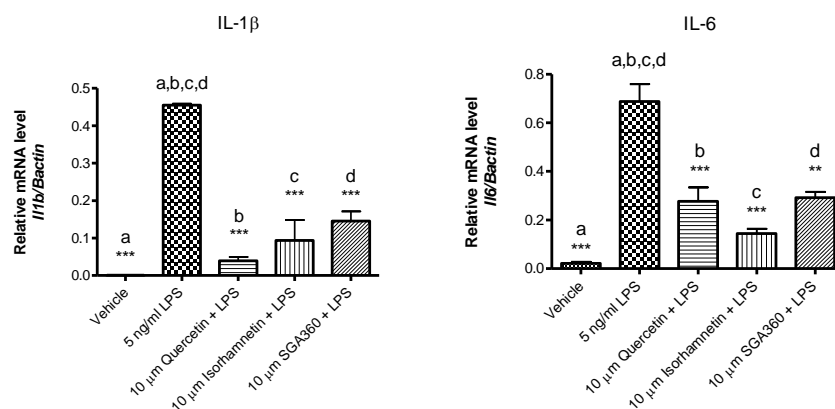 IL-1β
Relative mRNA level
Il1b/Bactin
0.5
0.4
0.3
0.2
0.1
0.0
a,b,c,d
a
***
b
***
c
***
d
***
Vehicle
5 ng/ml LPS
10 μm Quercetin + LPS
10 μm Isorhamnetin + LPS
10 μm SGA360 + LPS
IL-6
Relative mRNA level
Il6/Bactin
0.8
0.6
0.4
0.2
0.0
a,b,c,d
a
***
b
***
c
***
d
**
Vehicle
5 ng/ml LPS
10 μm Quercetin + LPS
10 μm Isorhamnetin + LPS
10 μm SGA360 + LPS